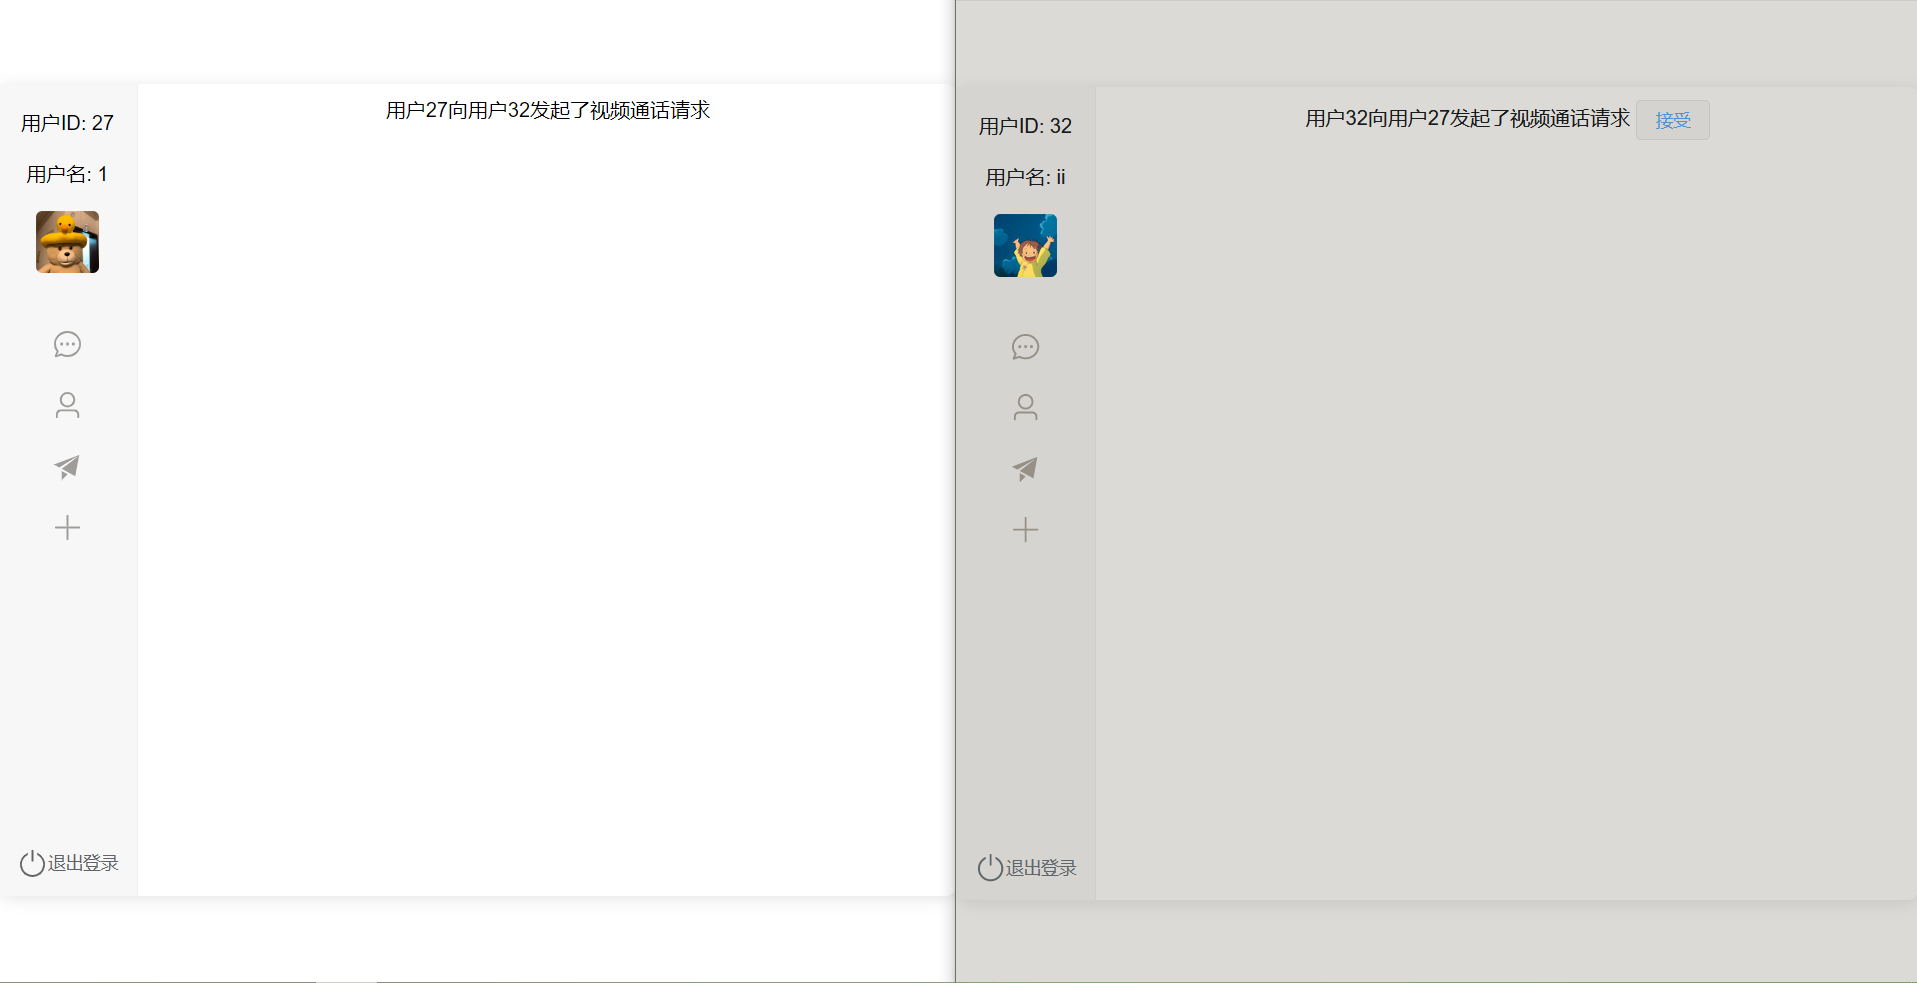 用户ID: 27
用户名: 1
用户27向用户32发起了视频通话请求
退出登录
用户ID: 32
用户名: ii
用户32向用户27发起了视频通话请求 接受
退出登录